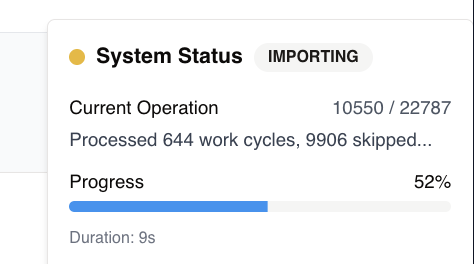 System Status IMPORTING
Current Operation 10550 / 22787
Processed 644 work cycles, 9906 skipped...
Progress 52%
Duration: 9s